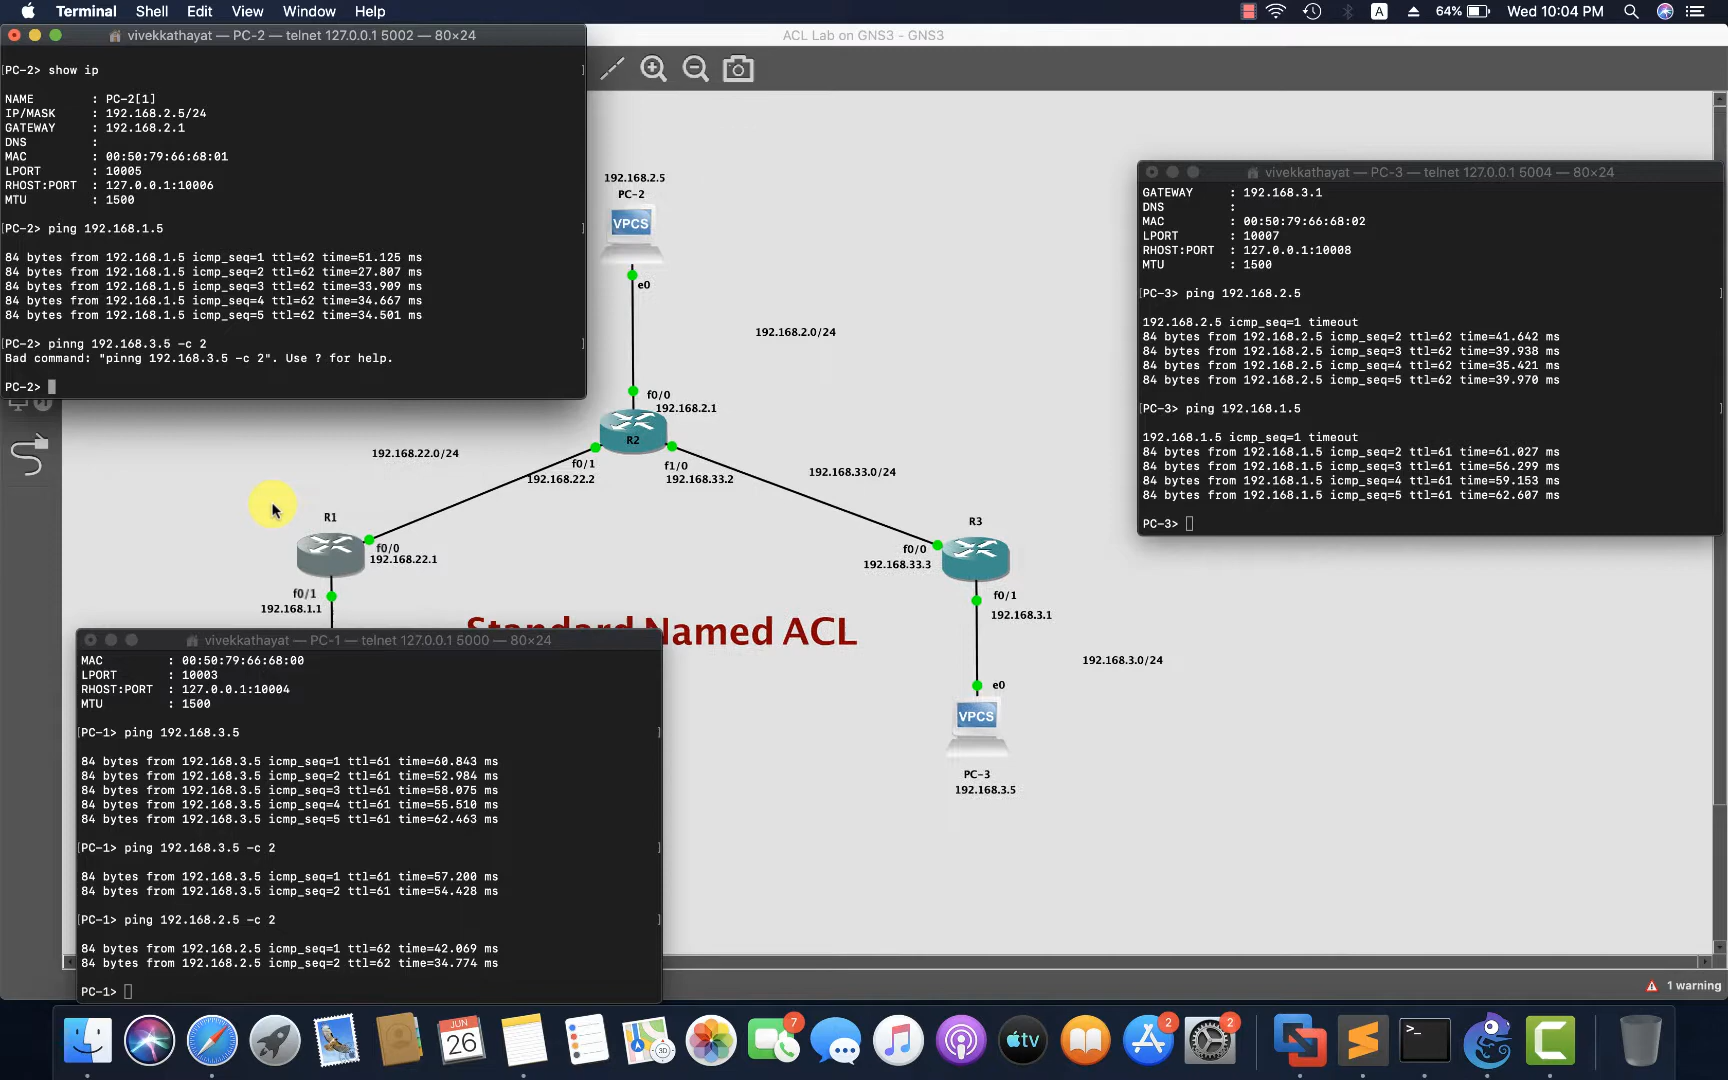 Terminal Shell Edit View Window Help
A 64% Wed 10:04 PM
vivekkathayat — PC-2 — telnet 127.0.0.1 5002 — 80×24
ACL Lab on GNS3 - GNS3
[PC-2> show ip ]
NAME : PC-2[1]
IP/MASK : 192.168.2.5/24
GATEWAY : 192.168.2.1
DNS :
MAC : 00:50:79:66:68:01
LPORT : 10005
RHOST:PORT : 127.0.0.1:10006
MTU : 1500
[PC-2> ping 192.168.1.5 ]
84 bytes from 192.168.1.5 icmp_seq=1 ttl=62 time=51.125 ms
84 bytes from 192.168.1.5 icmp_seq=2 ttl=62 time=27.807 ms
84 bytes from 192.168.1.5 icmp_seq=3 ttl=62 time=33.909 ms
84 bytes from 192.168.1.5 icmp_seq=4 ttl=62 time=34.667 ms
84 bytes from 192.168.1.5 icmp_seq=5 ttl=62 time=34.501 ms
[PC-2> pinng 192.168.3.5 -c 2 ]
Bad command: "pinng 192.168.3.5 -c 2". Use ? for help.
PC-2>
192.168.2.5
PC-2
VPCS
e0
192.168.2.0/24
f0/0
192.168.2.1
R2
192.168.22.0/24
f0/1
192.168.22.2
f1/0
192.168.33.2
192.168.33.0/24
R1
f0/0
192.168.22.1
f0/1
192.168.1.1
R3
f0/0
192.168.33.3
f0/1
192.168.3.1
Standard Named ACL
192.168.3.0/24
e0
VPCS
PC-3
192.168.3.5
vivekkathayat — PC-3 — telnet 127.0.0.1 5004 — 80×24
GATEWAY : 192.168.3.1
DNS :
MAC : 00:50:79:66:68:02
LPORT : 10007
RHOST:PORT : 127.0.0.1:10008
MTU : 1500
[PC-3> ping 192.168.2.5 ]
192.168.2.5 icmp_seq=1 timeout
84 bytes from 192.168.2.5 icmp_seq=2 ttl=62 time=41.642 ms
84 bytes from 192.168.2.5 icmp_seq=3 ttl=62 time=39.938 ms
84 bytes from 192.168.2.5 icmp_seq=4 ttl=62 time=35.421 ms
84 bytes from 192.168.2.5 icmp_seq=5 ttl=62 time=39.970 ms
[PC-3> ping 192.168.1.5 ]
192.168.1.5 icmp_seq=1 timeout
84 bytes from 192.168.1.5 icmp_seq=2 ttl=61 time=61.027 ms
84 bytes from 192.168.1.5 icmp_seq=3 ttl=61 time=56.299 ms
84 bytes from 192.168.1.5 icmp_seq=4 ttl=61 time=59.153 ms
84 bytes from 192.168.1.5 icmp_seq=5 ttl=61 time=62.607 ms
PC-3>
vivekkathayat — PC-1 — telnet 127.0.0.1 5000 — 80×24
MAC : 00:50:79:66:68:00
LPORT : 10003
RHOST:PORT : 127.0.0.1:10004
MTU : 1500
[PC-1> ping 192.168.3.5 ]
84 bytes from 192.168.3.5 icmp_seq=1 ttl=61 time=60.843 ms
84 bytes from 192.168.3.5 icmp_seq=2 ttl=61 time=52.984 ms
84 bytes from 192.168.3.5 icmp_seq=3 ttl=61 time=58.075 ms
84 bytes from 192.168.3.5 icmp_seq=4 ttl=61 time=55.510 ms
84 bytes from 192.168.3.5 icmp_seq=5 ttl=61 time=62.463 ms
[PC-1> ping 192.168.3.5 -c 2 ]
84 bytes from 192.168.3.5 icmp_seq=1 ttl=61 time=57.200 ms
84 bytes from 192.168.3.5 icmp_seq=2 ttl=61 time=54.428 ms
[PC-1> ping 192.168.2.5 -c 2 ]
84 bytes from 192.168.2.5 icmp_seq=1 ttl=62 time=42.069 ms
84 bytes from 192.168.2.5 icmp_seq=2 ttl=62 time=34.774 ms
PC-1>
1 warning
JUN
26
3D
7
tv
2
2
>_